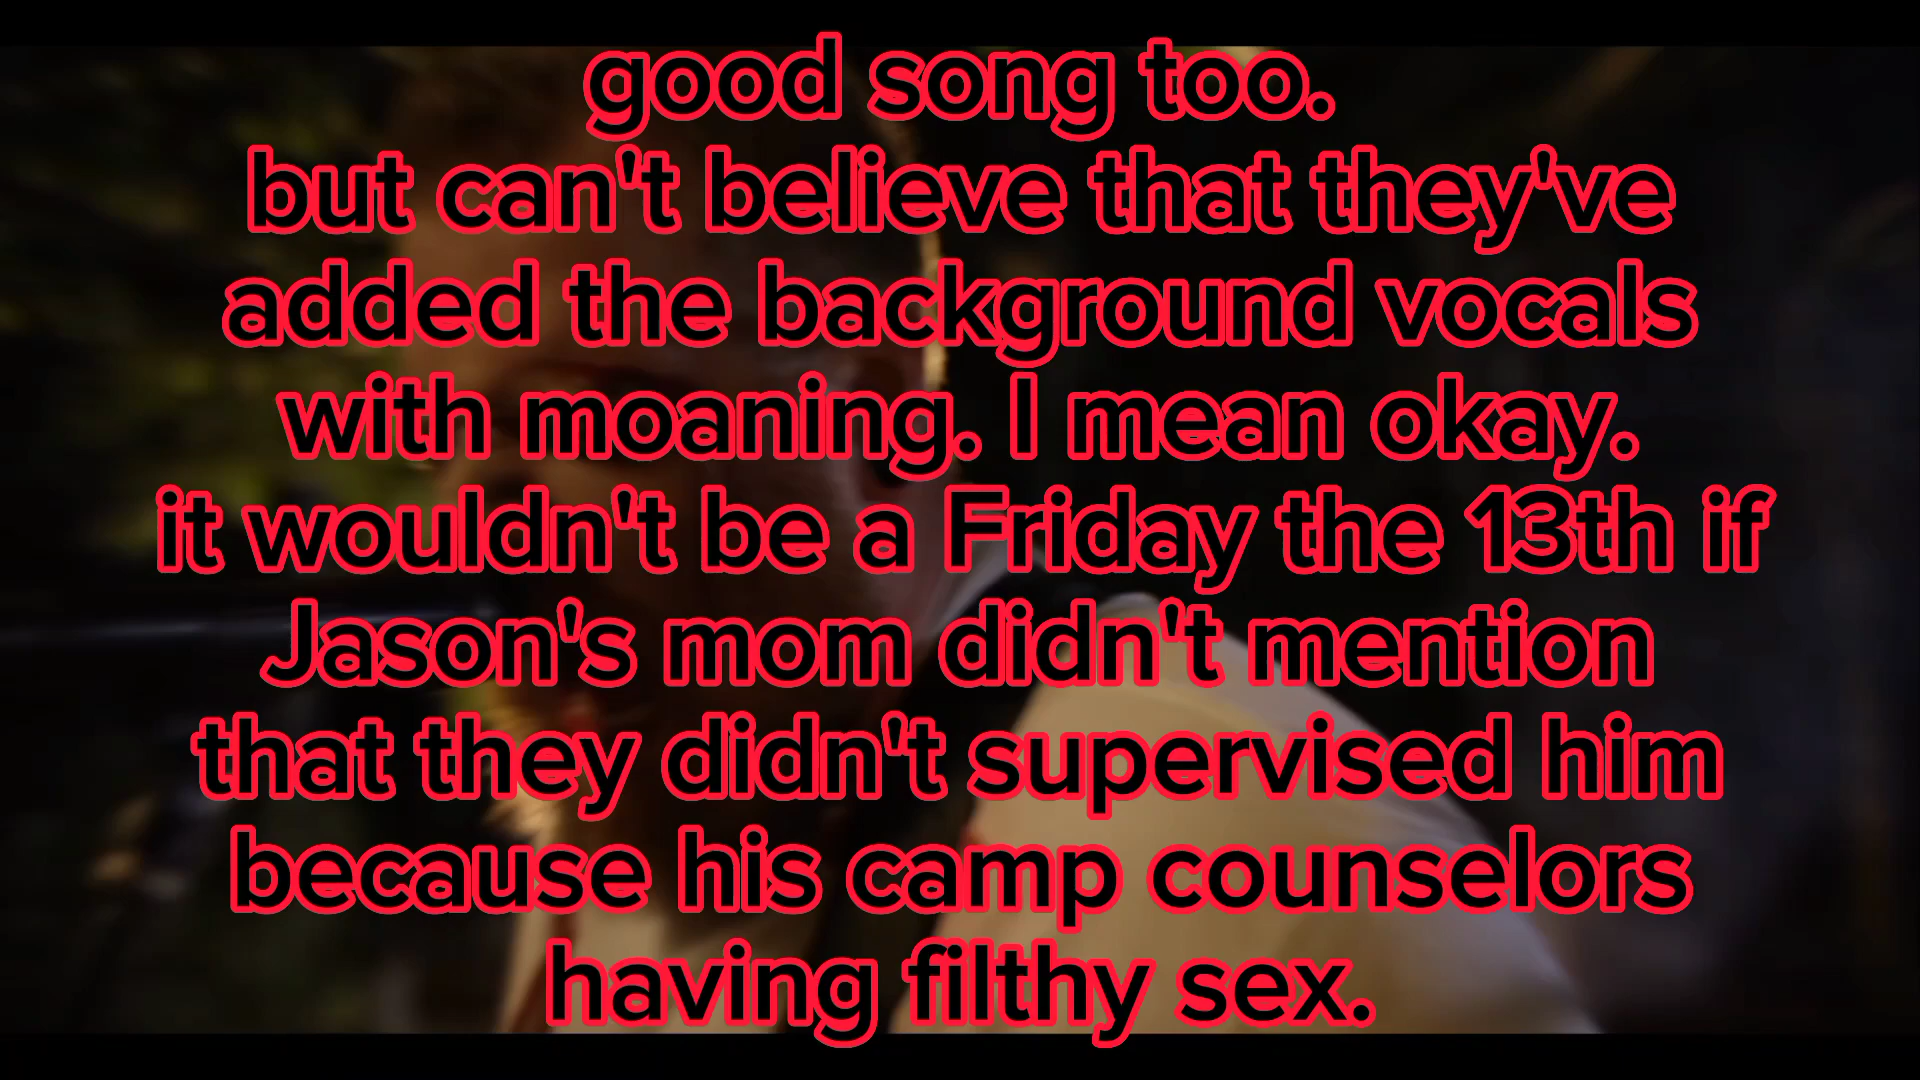 good song too.
but can't believe that they've
added the background vocals
with moaning. I mean okay.
it wouldn't be a Friday the 13th if
Jason's mom didn't mention
that they didn't supervised him
because his camp counselors
having filthy sex.